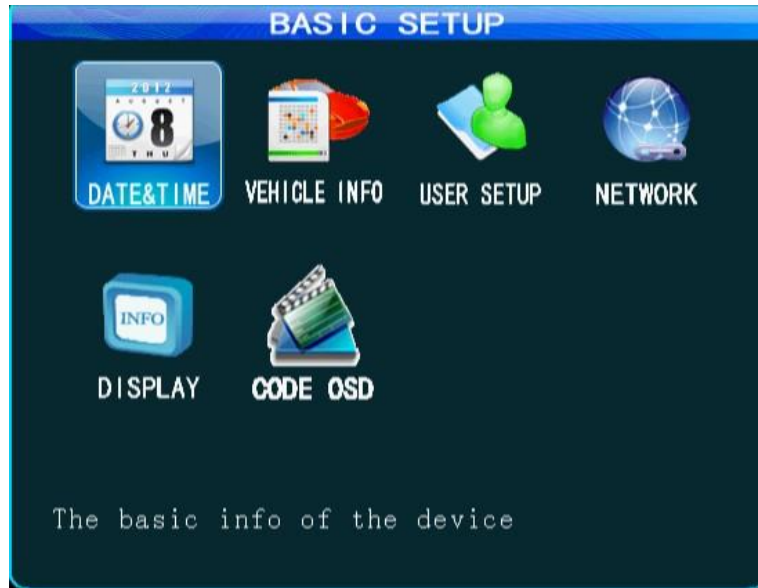 BASIC SETUP
2012
AUGUST
8
THU
DATE&TIME
VEHICLE INFO
USER SETUP
NETWORK
INFO
DISPLAY
CODE OSD
The basic info of the device